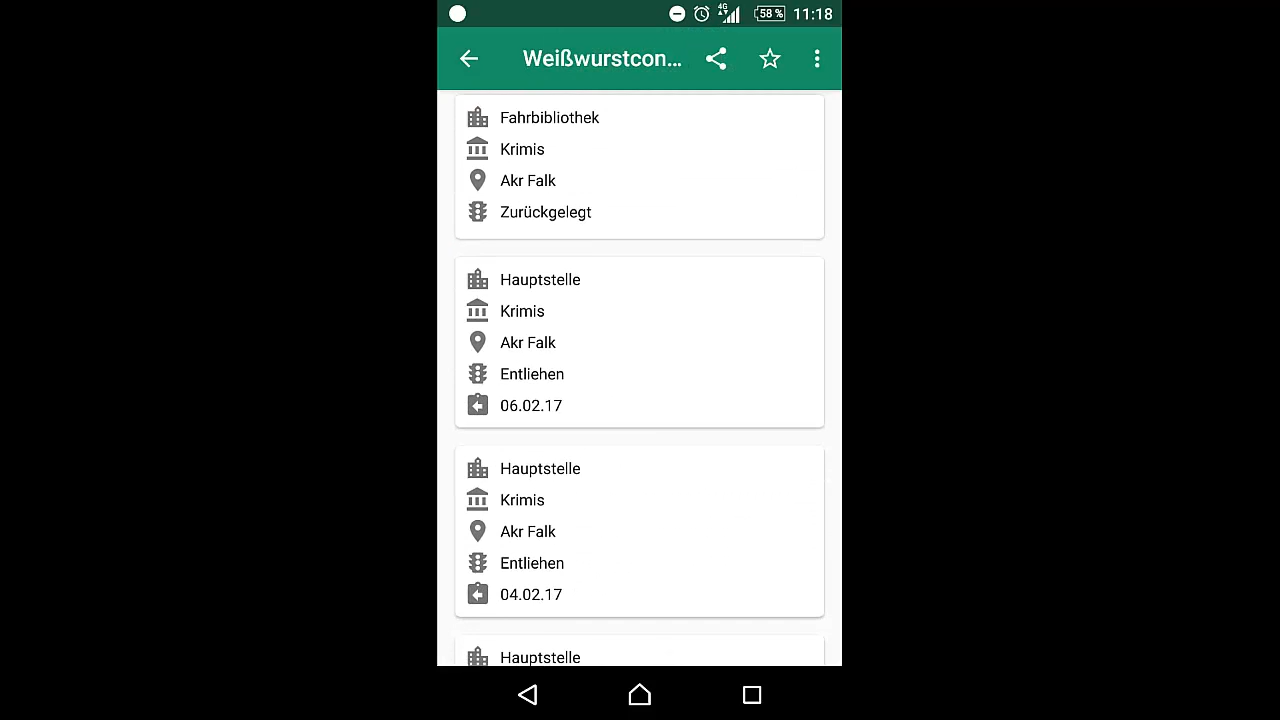 4G 58 % 11:18
Weißwurstcon…
Fahrbibliothek
Krimis
Akr Falk
Zurückgelegt
Hauptstelle
Krimis
Akr Falk
Entliehen
06.02.17
Hauptstelle
Krimis
Akr Falk
Entliehen
04.02.17
Hauptstelle